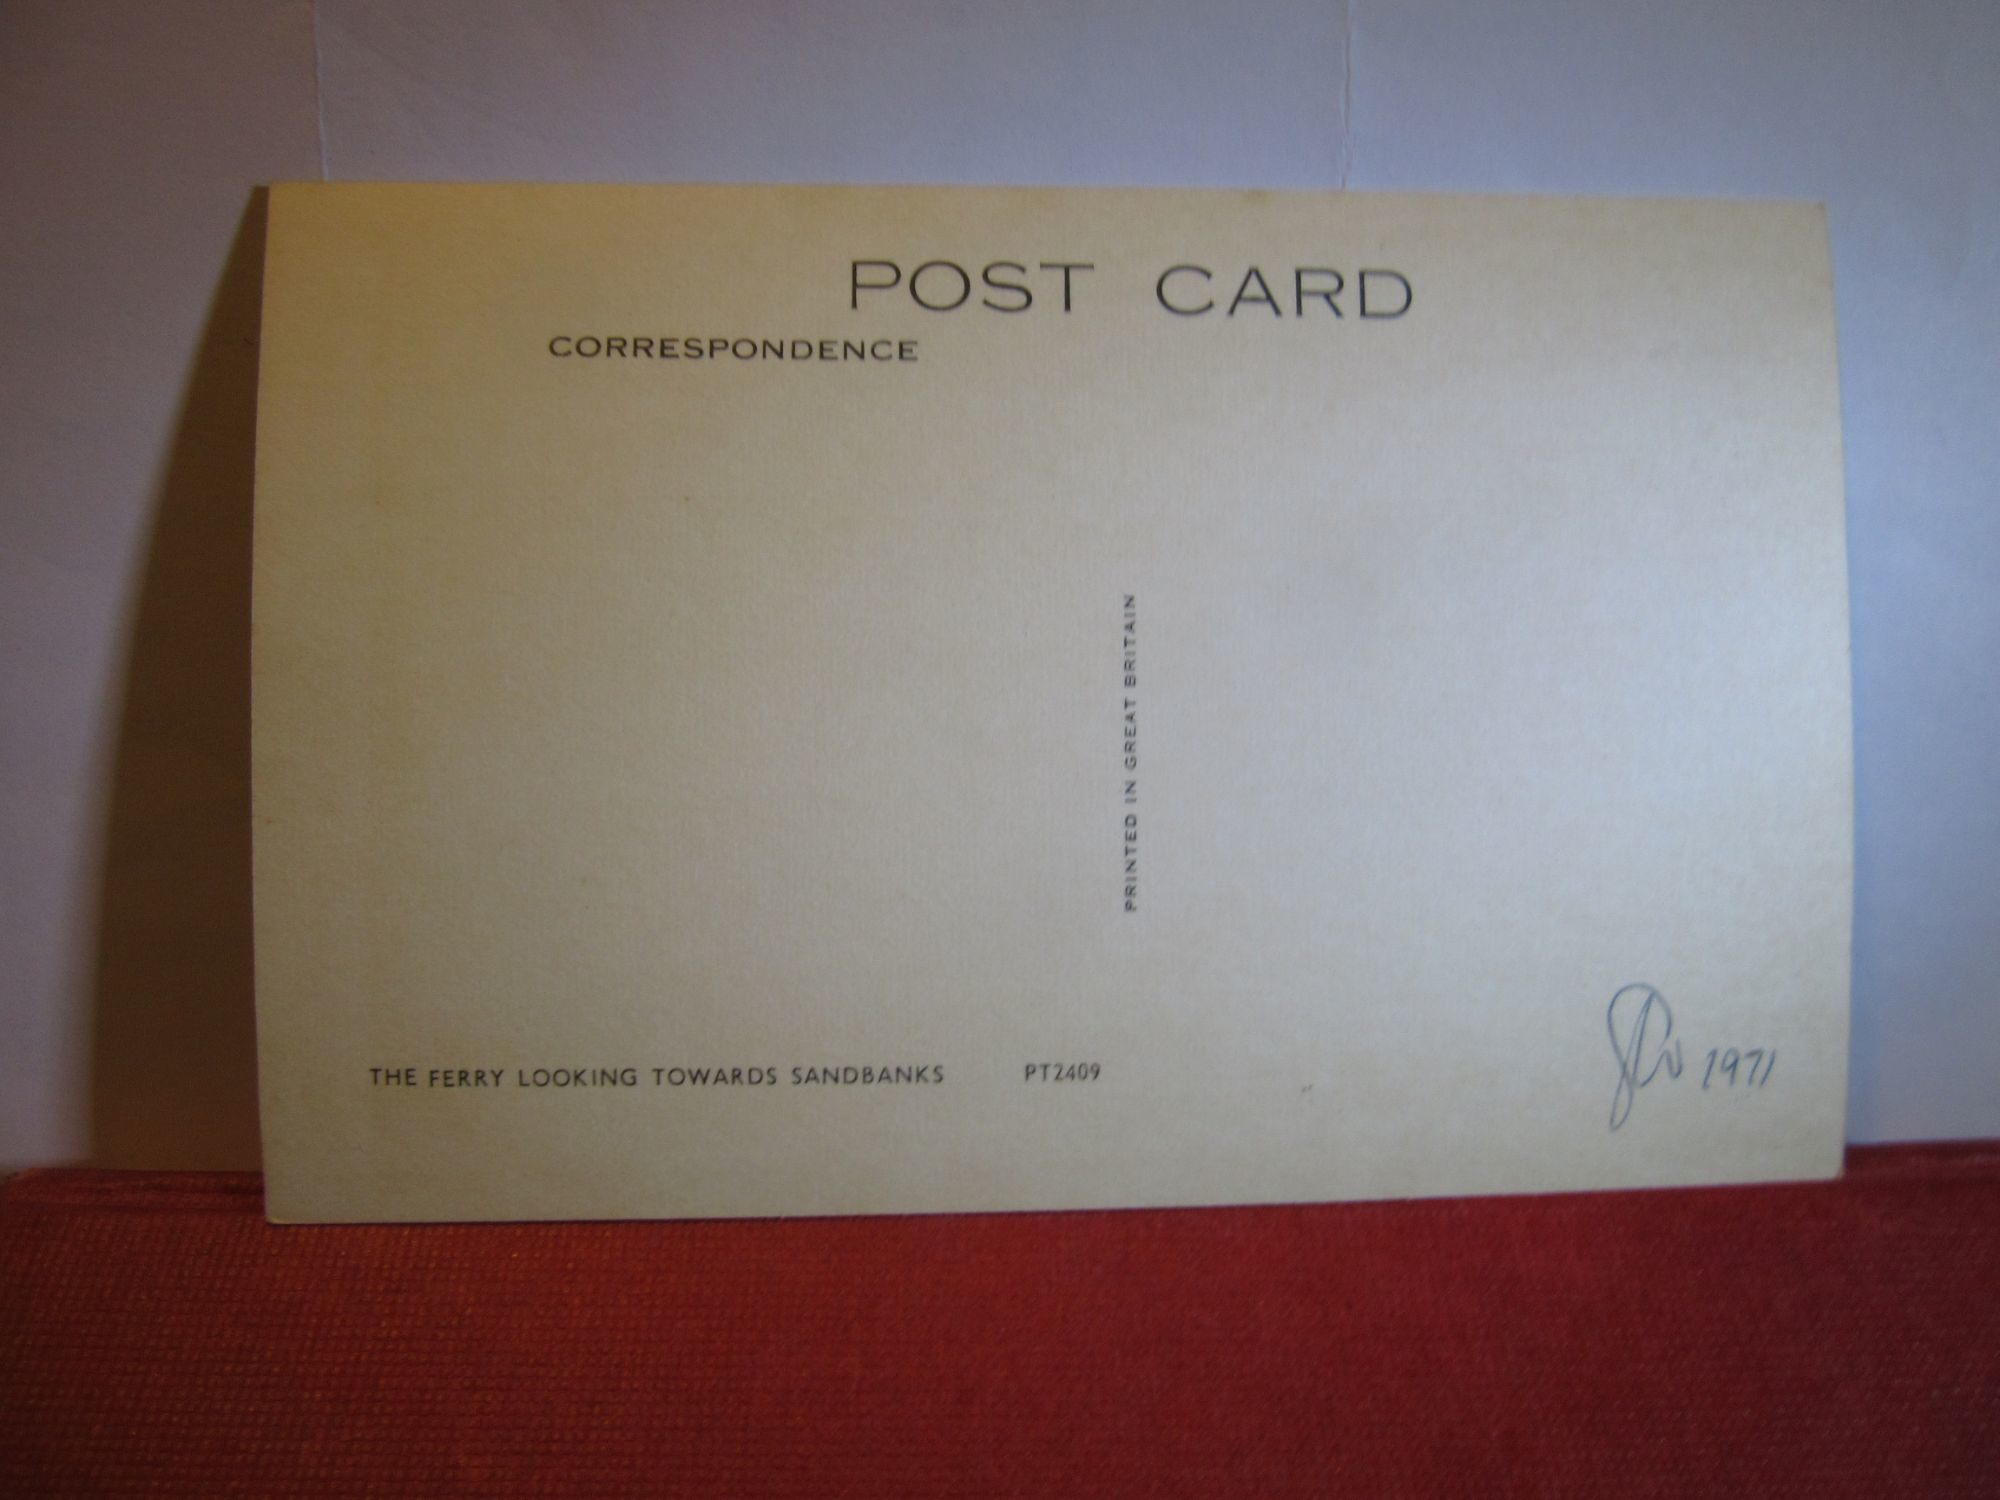 POST CARD
CORRESPONDENCE
PRINTED IN GREAT BRITAIN
THE FERRY LOOKING TOWARDS SANDBANKS PT2409
1971